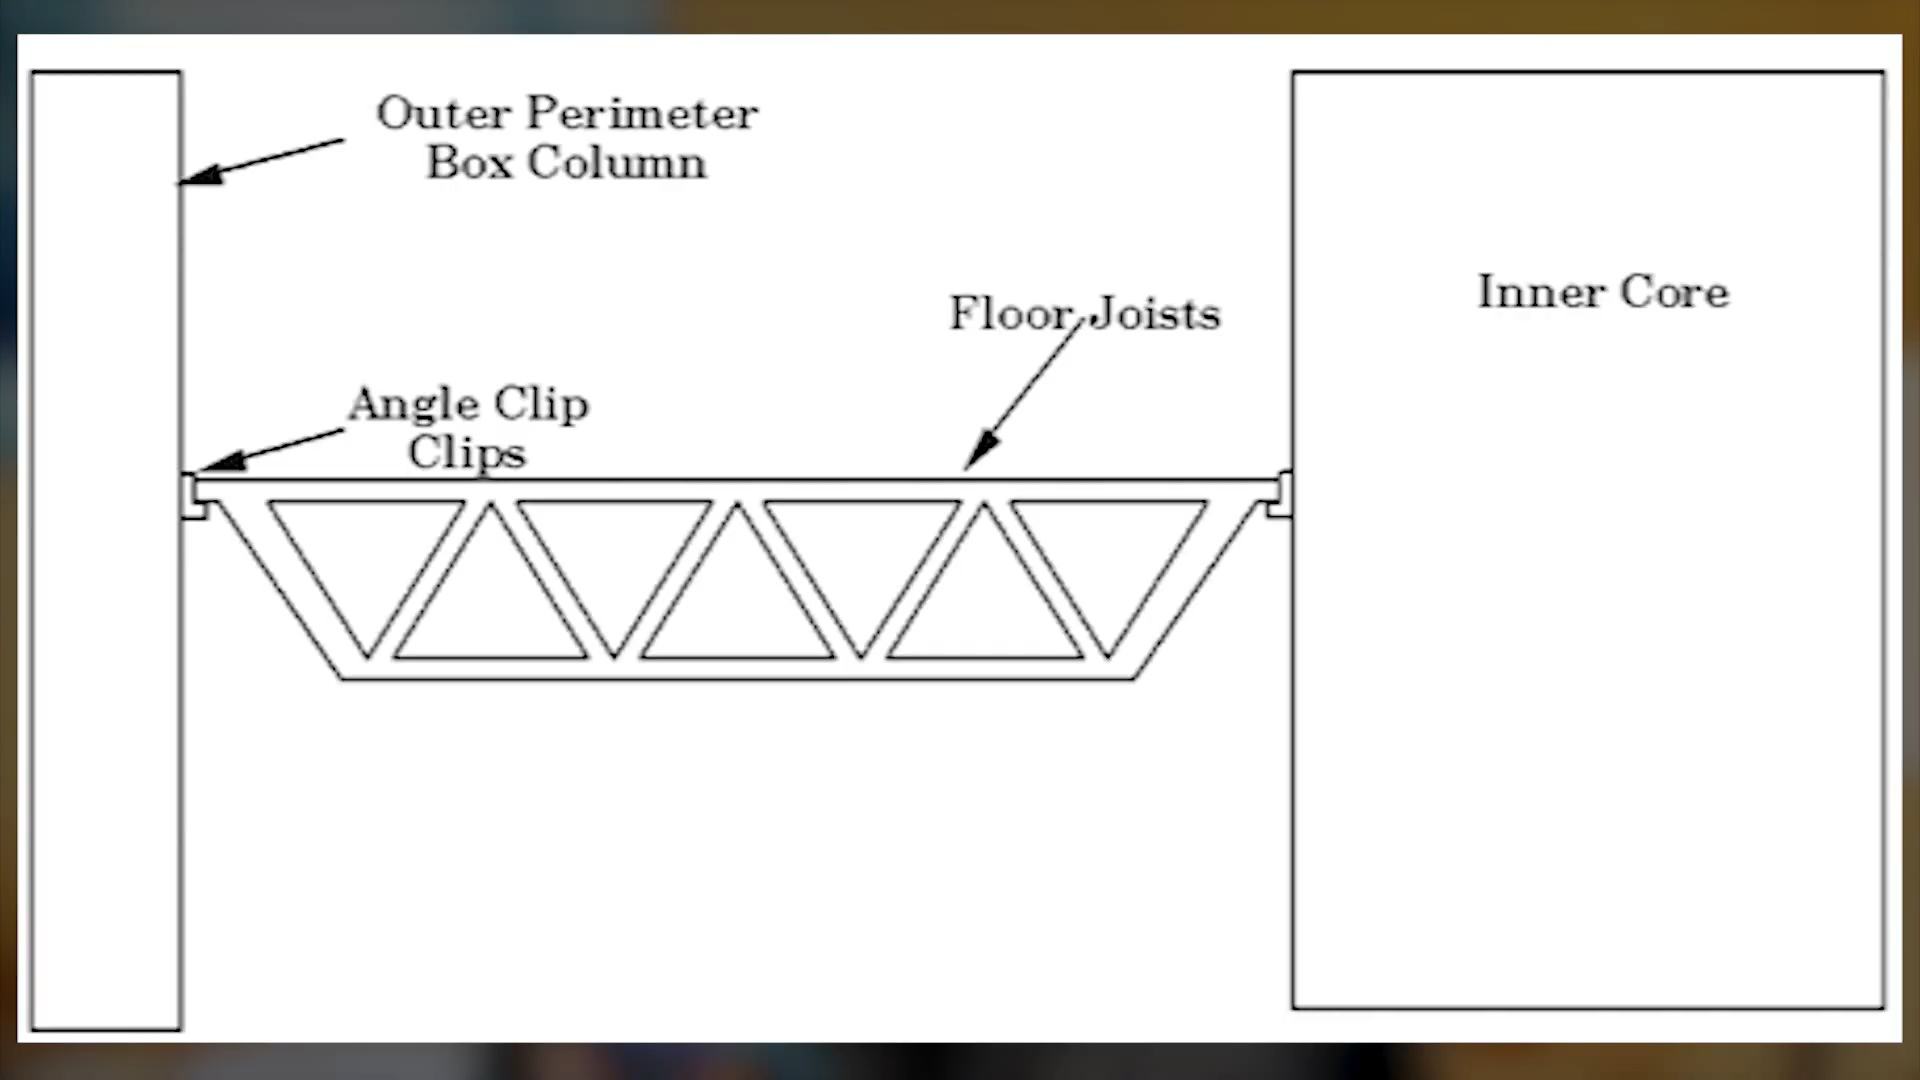 Outer Perimeter
Box Column
Floor Joists
Inner Core
Angle Clip
Clips